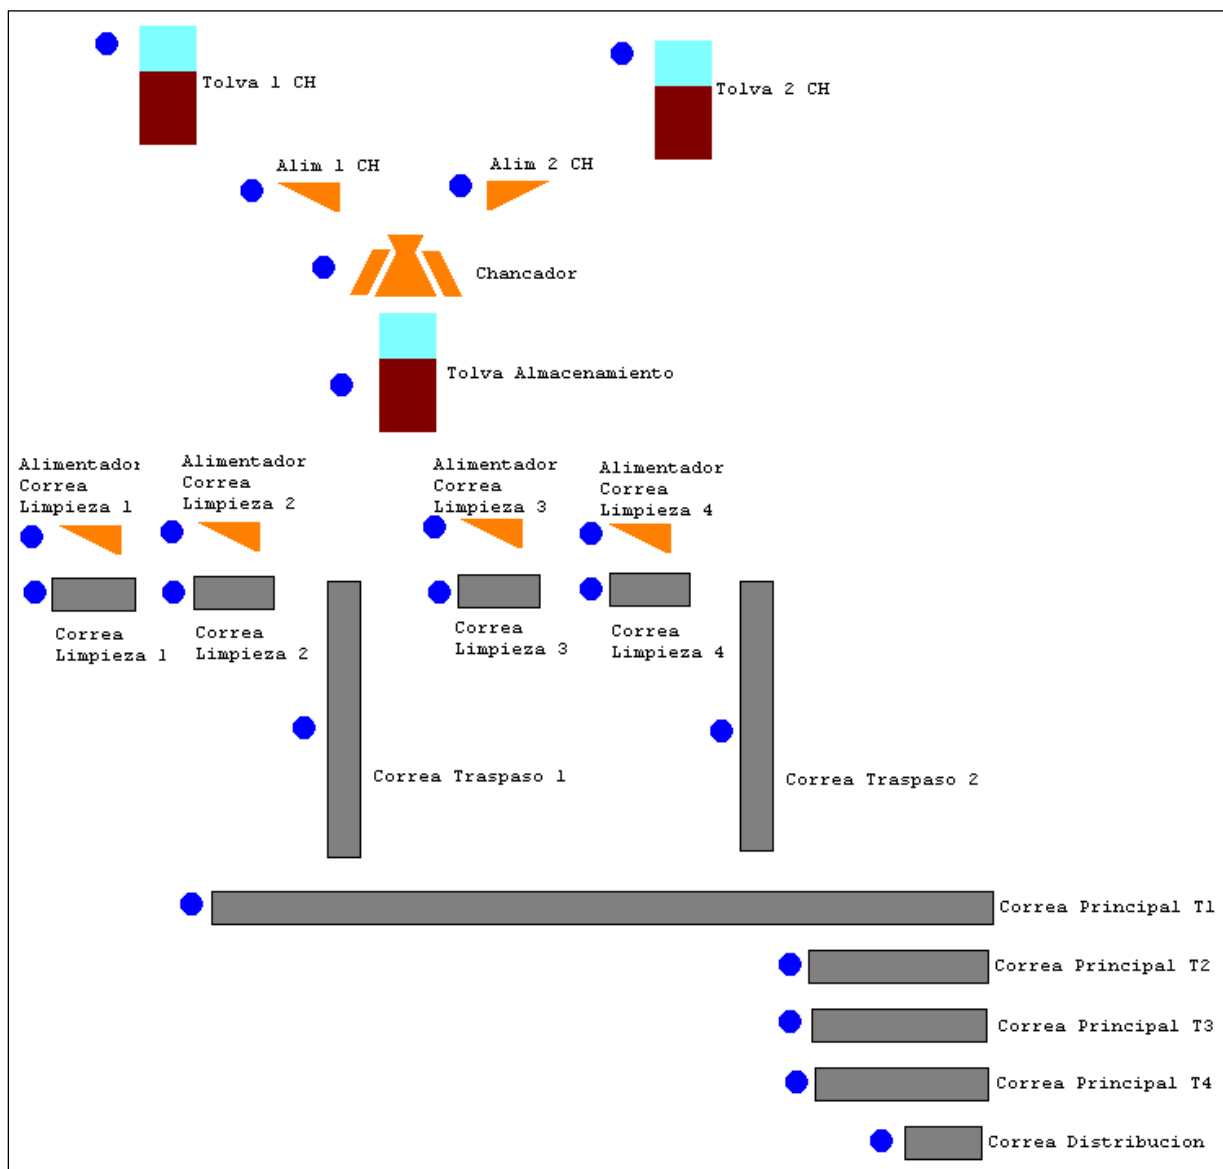 Tolva 1 CH
Tolva 2 CH
Alim 1 CH
Alim 2 CH
Chancador
Tolva Almacenamiento
Alimentador
Correa
Limpieza 1
Alimentador
Correa
Limpieza 2
Alimentador
Correa
Limpieza 3
Alimentador
Correa
Limpieza 4
Correa
Limpieza 1
Correa
Limpieza 2
Correa
Limpieza 3
Correa
Limpieza 4
Correa Traspaso 1
Correa Traspaso 2
Correa Principal T1
Correa Principal T2
Correa Principal T3
Correa Principal T4
Correa Distribucion